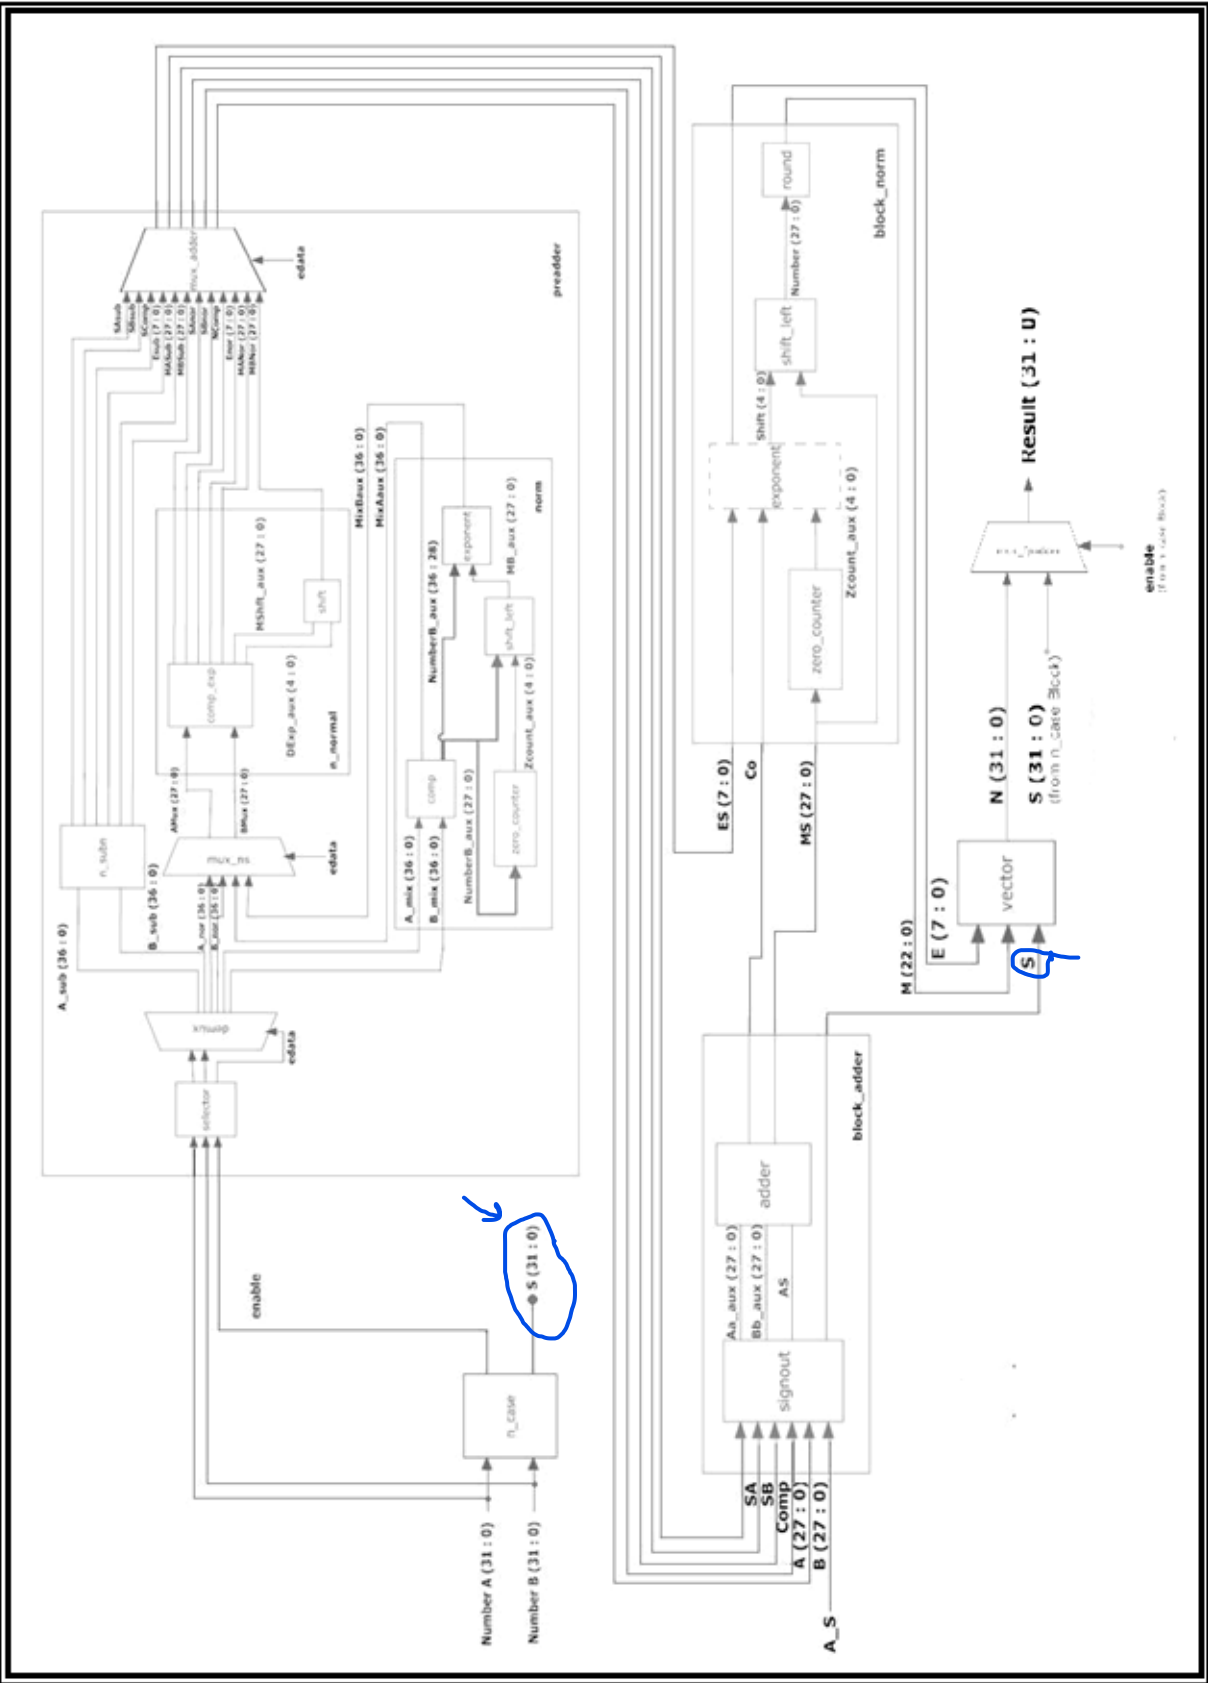 Number A (31 : 0)
Number B (31 : 0)
n_case
S (31 : 0)
enable
selector
demux
edata
A_sub (36 : 0)
B_sub (36 : 0)
A_nor (36 : 0)
B_nor (36 : 0)
n_subn
mux_ns
edata
AMux (27 : 0)
BMux (27 : 0)
comp_exp
DExp_aux (4 : 0)
n_normal
MShft_aux (27 : 0)
shift
A_mix (36 : 0)
B_mix (36 : 0)
comp
NumberB_aux (27 : 0)
zero_counter
Zcount_aux (4 : 0)
shift_left
NumberB_aux (36 : 28)
exponent
MB_aux (27 : 0)
norm
MixBaux (36 : 0)
MixAaux (36 : 0)
SAsub
SBsub
SComp
Esub (7 : 0)
MASub (27 : 0)
MBSub (27 : 0)
SAnor
SBnor
NComp
Enor (7 : 0)
MANor (27 : 0)
MBNor (27 : 0)
mux_adder
edata
preadder
A_S
SA
SB
Comp
A (27 : 0)
B (27 : 0)
signout
Aa_aux (27 : 0)
Bb_aux (27 : 0)
AS
adder
block_adder
ES (7 : 0)
Co
MS (27 : 0)
zero_counter
Zcount_aux (4 : 0)
exponent
Shift (4 : 0)
shift_left
Number (27 : 0)
round
block_norm
M (22 : 0)
E (7 : 0)
S
vector
N (31 : 0)
S (31 : 0)
(from n_case Block)
enable
(from n case Block)
Result (31 : 0)